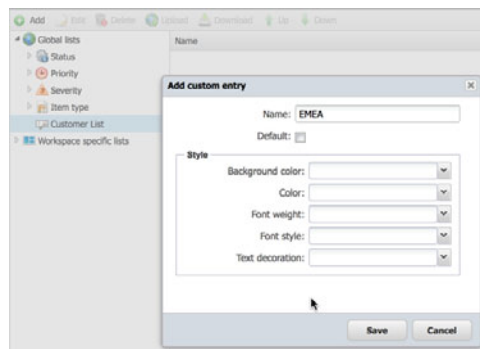 Add Edit Delete Upload Download Up Down
Global lists
Name
Status
Priority
Severity
Item type
Customer List
Workspace specific lists
Add custom entry
Name: EMEA
Default:
Style
Background color:
Color:
Font weight:
Font style:
Text decoration:
Save Cancel